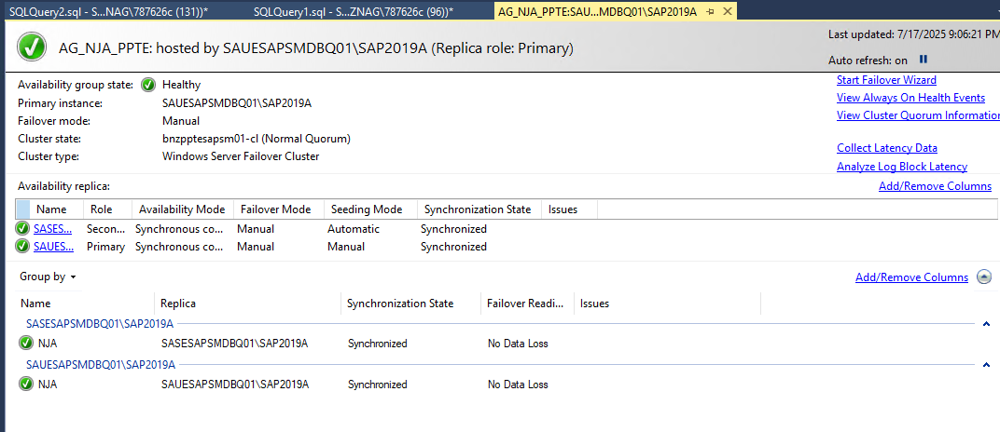 SQLQuery2.sql - S...NAG\787626c (131))* SQLQuery1.sql - S...ZNAG\787626c (96))* AG_NJA_PPTE:SAU...MDBQ01\SAP2019A
AG_NJA_PPTE: hosted by SAUESAPSMDBQ01\SAP2019A (Replica role: Primary)
Last updated: 7/17/2025 9:06:21 PM
Auto refresh: on
Availability group state: Healthy
Primary instance: SAUESAPSMDBQ01\SAP2019A
Failover mode: Manual
Cluster state: bnzpptesapsm01-cl (Normal Quorum)
Cluster type: Windows Server Failover Cluster
Start Failover Wizard
View Always On Health Events
View Cluster Quorum Information
Collect Latency Data
Analyze Log Block Latency
Availability replica: Add/Remove Columns
Name Role Availability Mode Failover Mode Seeding Mode Synchronization State Issues
SASES... Secon... Synchronous co... Manual Automatic Synchronized
SAUES... Primary Synchronous co... Manual Manual Synchronized
Group by Add/Remove Columns
Name Replica Synchronization State Failover Readi... Issues
SASESAPSMDBQ01\SAP2019A
NJA SASESAPSMDBQ01\SAP2019A Synchronized No Data Loss
SAUESAPSMDBQ01\SAP2019A
NJA SAUESAPSMDBQ01\SAP2019A Synchronized No Data Loss